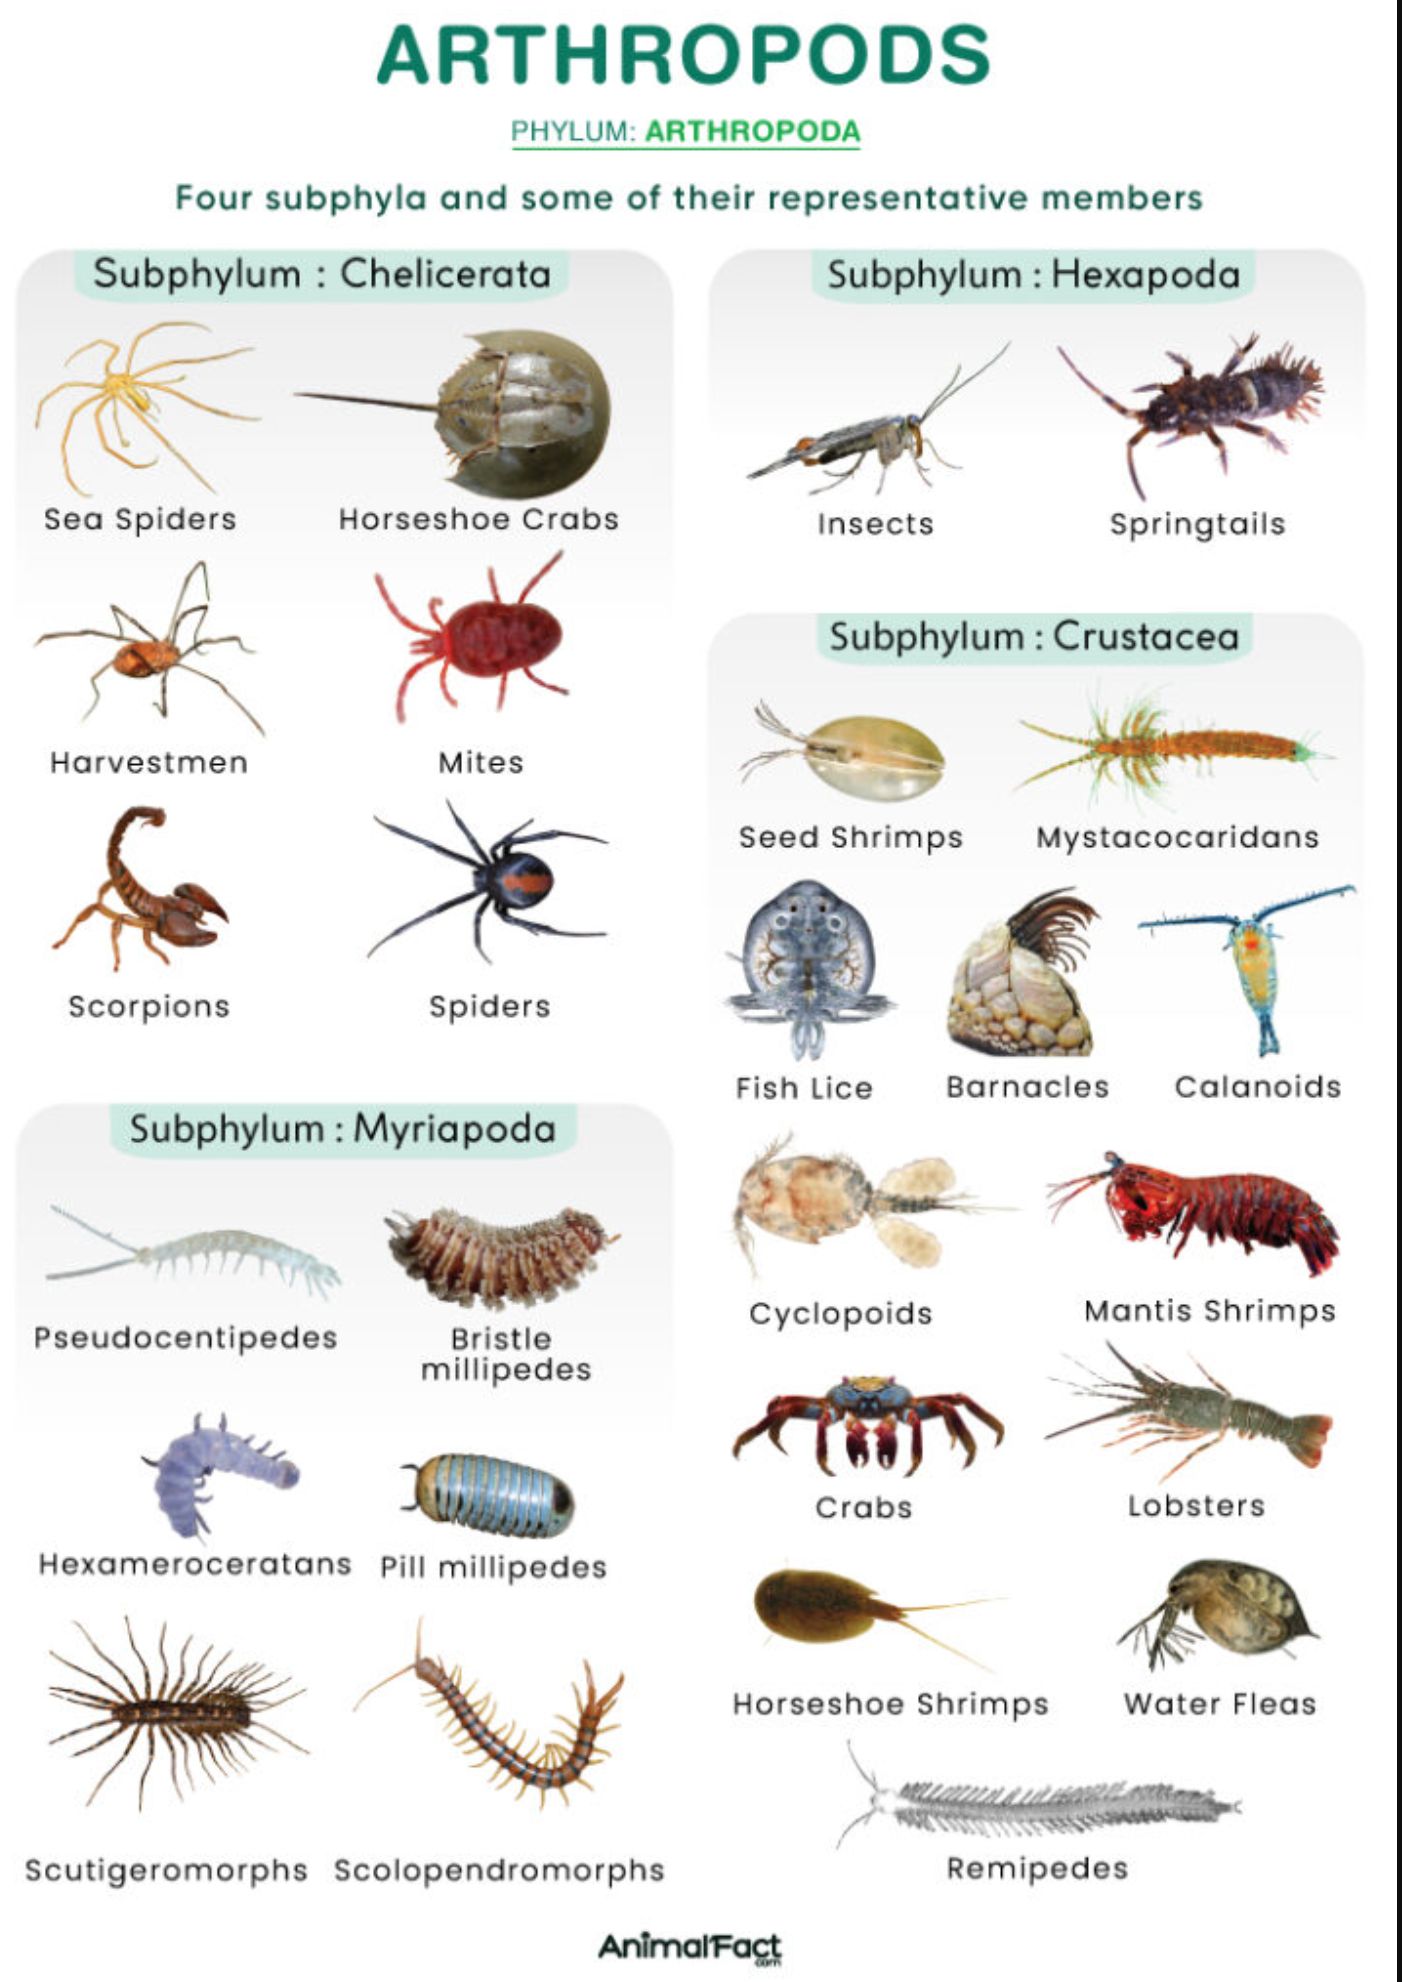 ARTHROPODS
PHYLUM: ARTHROPODA
Four subphyla and some of their representative members
Subphylum : Chelicerata
Sea Spiders
Horseshoe Crabs
Harvestmen
Mites
Scorpions
Spiders
Subphylum : Myriapoda
Pseudocentipedes
Bristle
millipedes
Hexameroceratans
Pill millipedes
Scutigeromorphs
Scolopendromorphs
Subphylum : Hexapoda
Insects
Springtails
Subphylum : Crustacea
Seed Shrimps
Mystacocaridans
Fish Lice
Barnacles
Calanoids
Cyclopoids
Mantis Shrimps
Crabs
Lobsters
Horseshoe Shrimps
Water Fleas
Remipedes
AnimalFact
.com